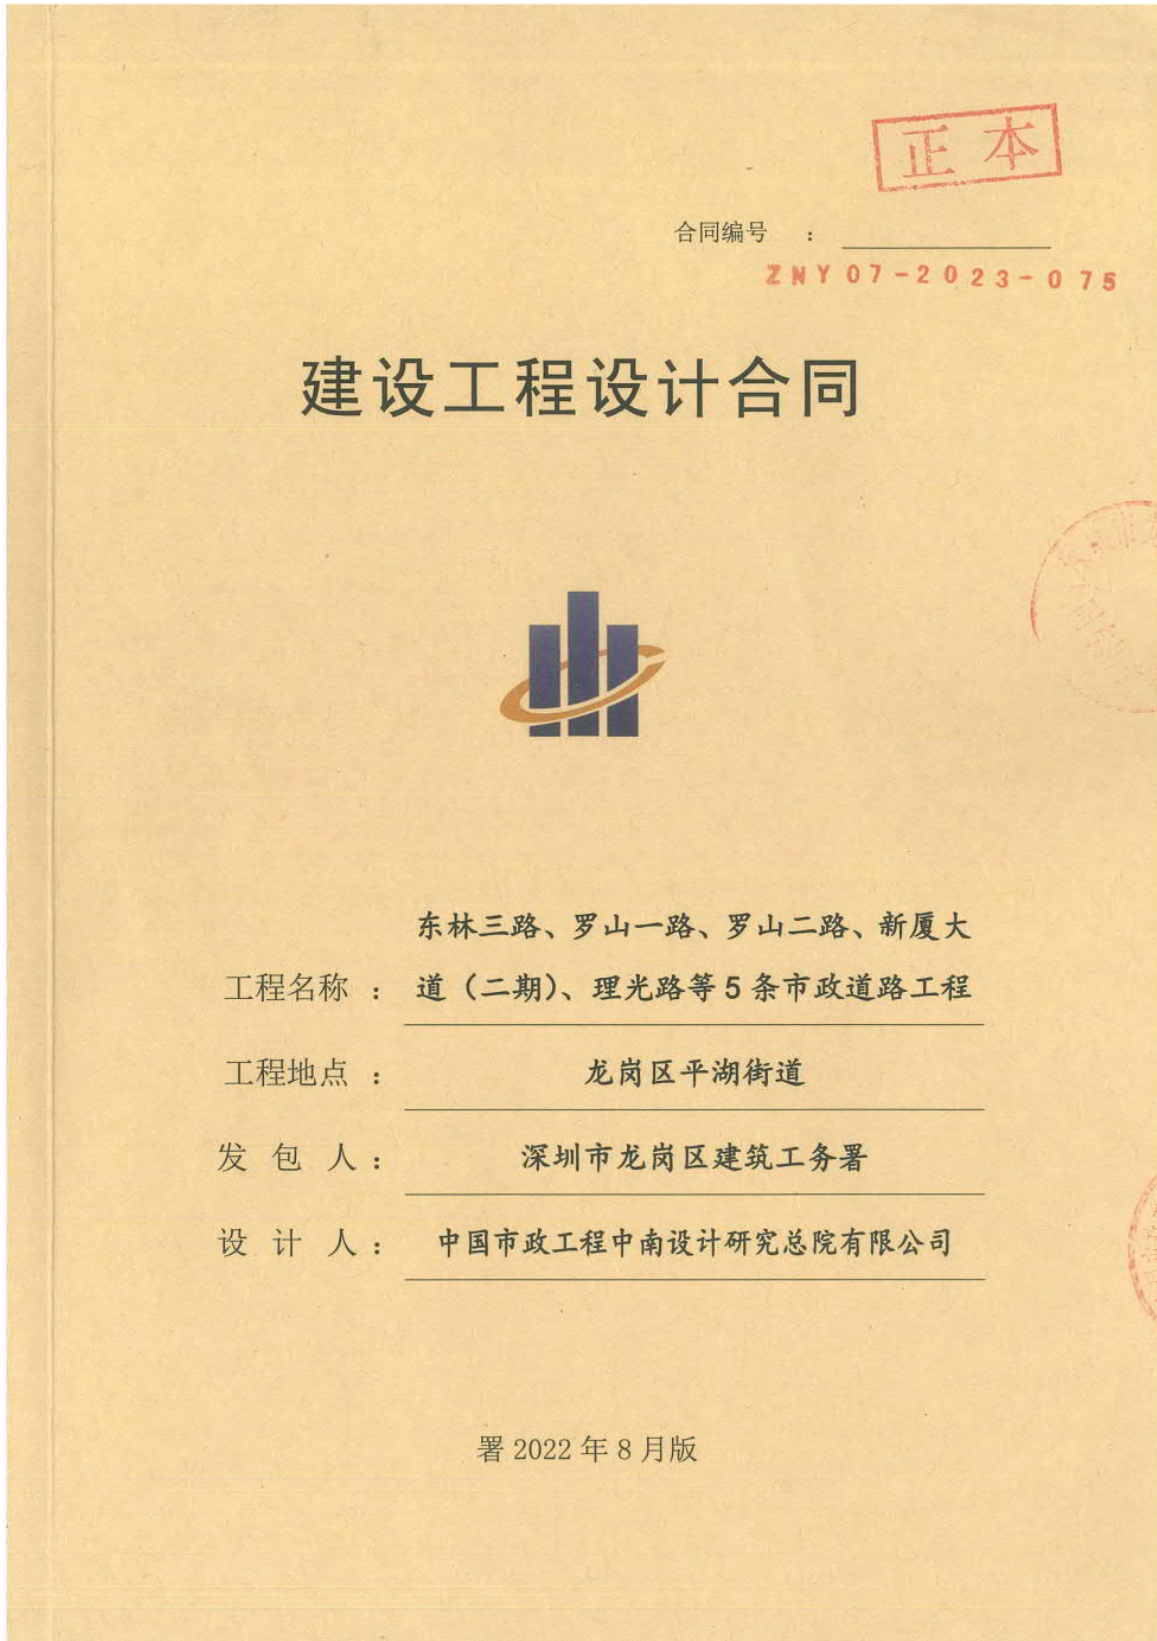 正本
合同编号 ：
ZNY07-2023-075
建设工程设计合同
东林三路、罗山一路、罗山二路、新厦大
工程名称 ： 道（二期）、理光路等5条市政道路工程
工程地点 ： 龙岗区平湖街道
发 包 人： 深圳市龙岗区建筑工务署
设 计 人： 中国市政工程中南设计研究总院有限公司
署 2022 年 8 月版